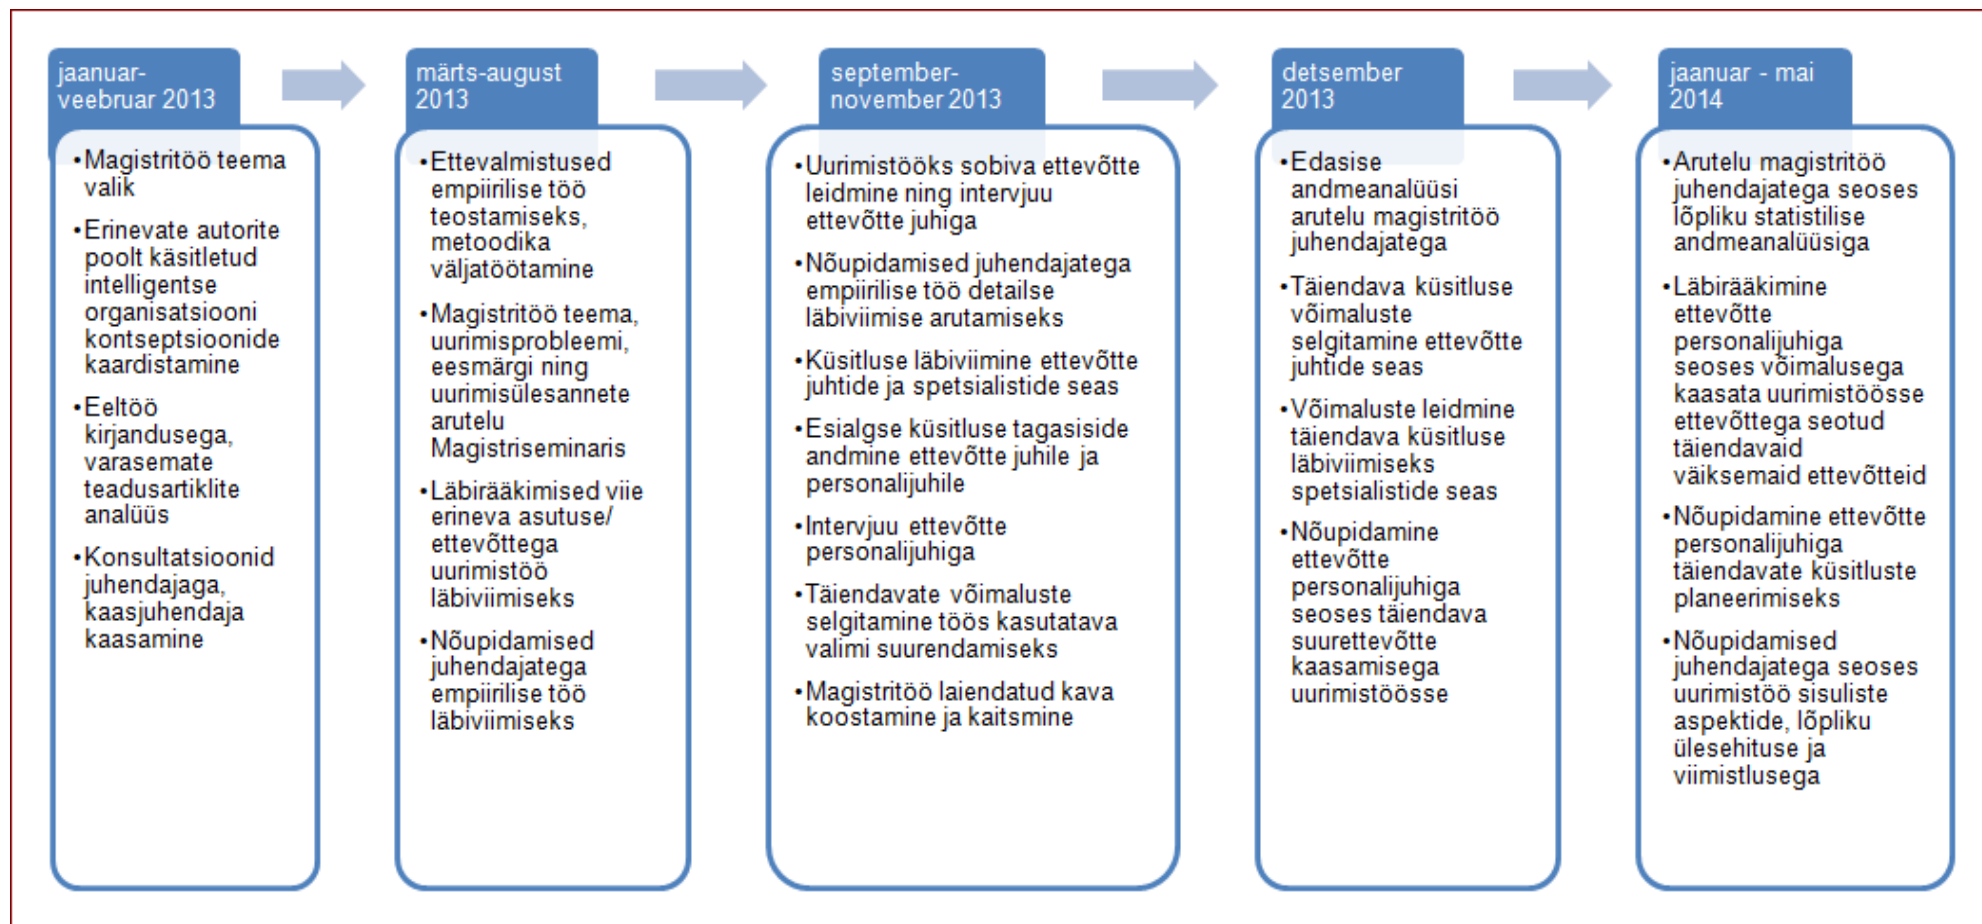 jaanuar-
veebruar 2013
•Magistritöö teema
valik
•Erinevate autorite
poolt käsitletud
intelligentse
organisatsiooni
kontseptsioonide
kaardistamine
•Eeltöö
kirjandusega,
varasemate
teadusartiklite
analüüs
•Konsultatsioonid
juhendajaga,
kaasjuhendaja
kaasamine
märts-august
2013
•Ettevalmistused
empiirilise töö
teostamiseks,
metoodika
väljatöötamine
•Magistritöö teema,
uurimisprobleemi,
eesmärgi ning
uurimisülesannete
arutelu
Magistriseminaris
•Läbirääkimised viie
erineva asutuse/
ettevõttega
uurimistöö
läbiviimiseks
•Nõupidamised
juhendajatega
empiirilise töö
läbiviimiseks
september-
november 2013
•Uurimistööks sobiva ettevõtte
leidmine ning intervjuu
ettevõtte juhiga
•Nõupidamised juhendajatega
empiirilise töö detailse
läbiviimise arutamiseks
•Küsitluse läbiviimine ettevõtte
juhtide ja spetsialistide seas
•Esialgse küsitluse tagasiside
andmine ettevõtte juhile ja
personalijuhile
•Intervjuu ettevõtte
personalijuhiga
•Täiendavate võimaluste
selgitamine töös kasutatava
valimi suurendamiseks
•Magistritöö laiendatud kava
koostamine ja kaitsmine
detsember
2013
•Edasise
andmeanalüüsi
arutelu magistritöö
juhendajatega
•Täiendava küsitluse
võimaluste
selgitamine ettevõtte
juhtide seas
•Võimaluste leidmine
täiendava küsitluse
läbiviimiseks
spetsialistide seas
•Nõupidamine
ettevõtte
personalijuhiga
seoses täiendava
suurettevõtte
kaasamisega
uurimistöösse
jaanuar - mai
2014
•Arutelu magistritöö
juhendajatega seoses
lõpliku statistilise
andmeanalüüsiga
•Läbirääkimine
ettevõtte
personalijuhiga
seoses võimalusega
kaasata uurimistöösse
ettevõttega seotud
täiendavaid
väiksemaid ettevõtteid
•Nõupidamine ettevõtte
personalijuhiga
täiendavate küsitluste
planeerimiseks
•Nõupidamised
juhendajatega seoses
uurimistöö sisuliste
aspektide, lõpliku
ülesehituse ja
viimistlusega